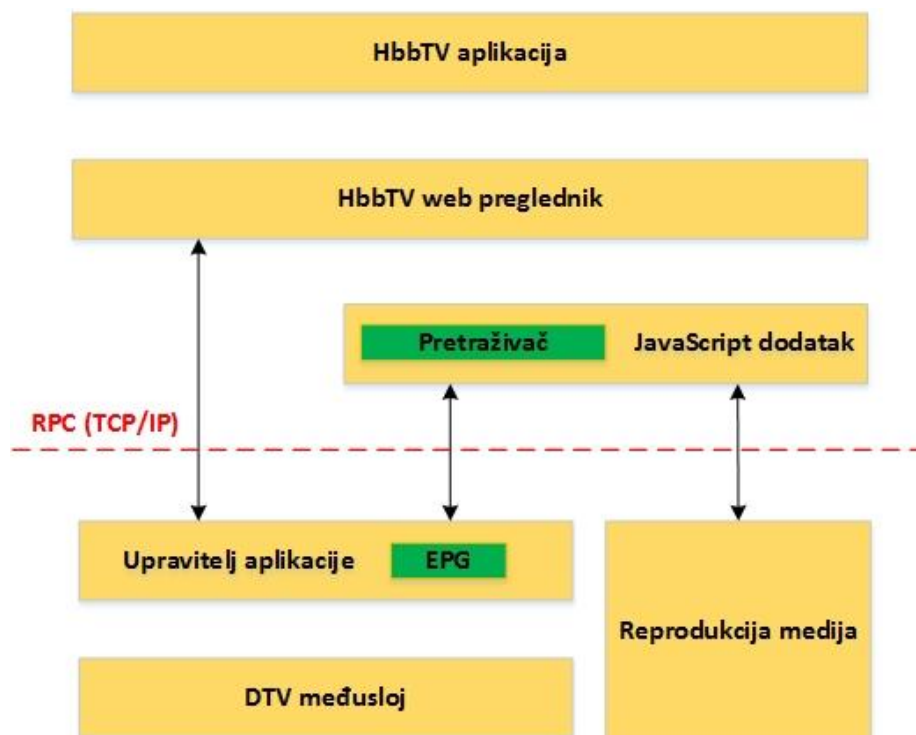 HbbTV aplikacija
HbbTV web preglednik
Pretraživač
JavaScript dodatak
RPC (TCP/IP)
Upravitelj aplikacije
EPG
Reprodukcija medija
DTV međusloj